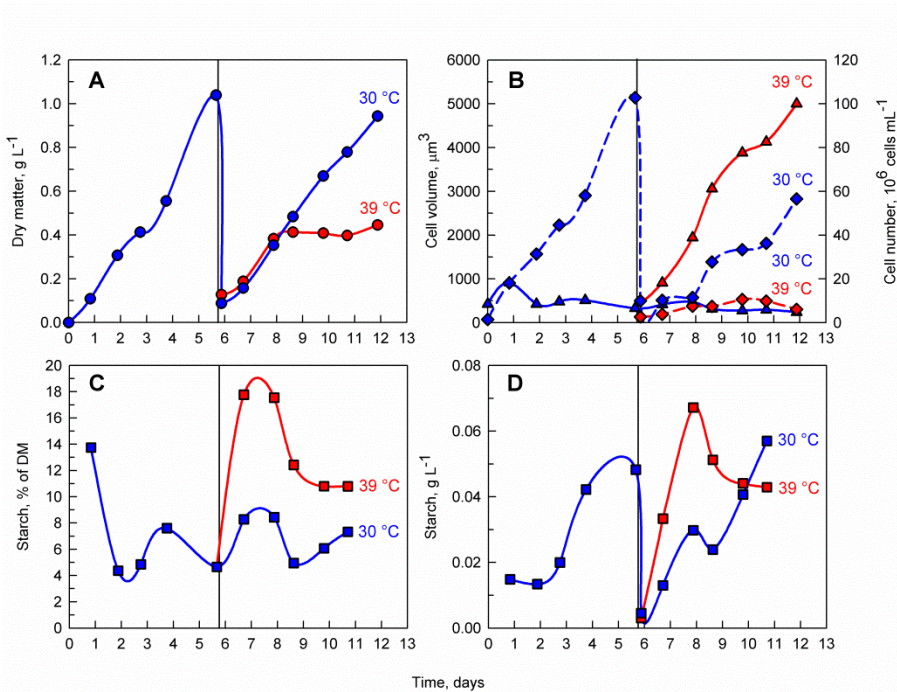 A
Dry matter, g L⁻¹
1.2
1.0
0.8
0.6
0.4
0.2
0.0
30 °C
39 °C
0 1 2 3 4 5 6 7 8 9 10 11 12 13
B
Cell volume, μm³
6000
5000
4000
3000
2000
1000
0
39 °C
30 °C
30 °C
39 °C
120
100
80
60
40
20
0
Cell number, 10⁶ cells mL⁻¹
0 1 2 3 4 5 6 7 8 9 10 11 12 13
C
Starch, % of DM
20
18
16
14
12
10
8
6
4
2
0
39 °C
30 °C
0 1 2 3 4 5 6 7 8 9 10 11 12 13
D
Starch, g L⁻¹
0.08
0.06
0.04
0.02
0.00
30 °C
39 °C
0 1 2 3 4 5 6 7 8 9 10 11 12 13
Time, days